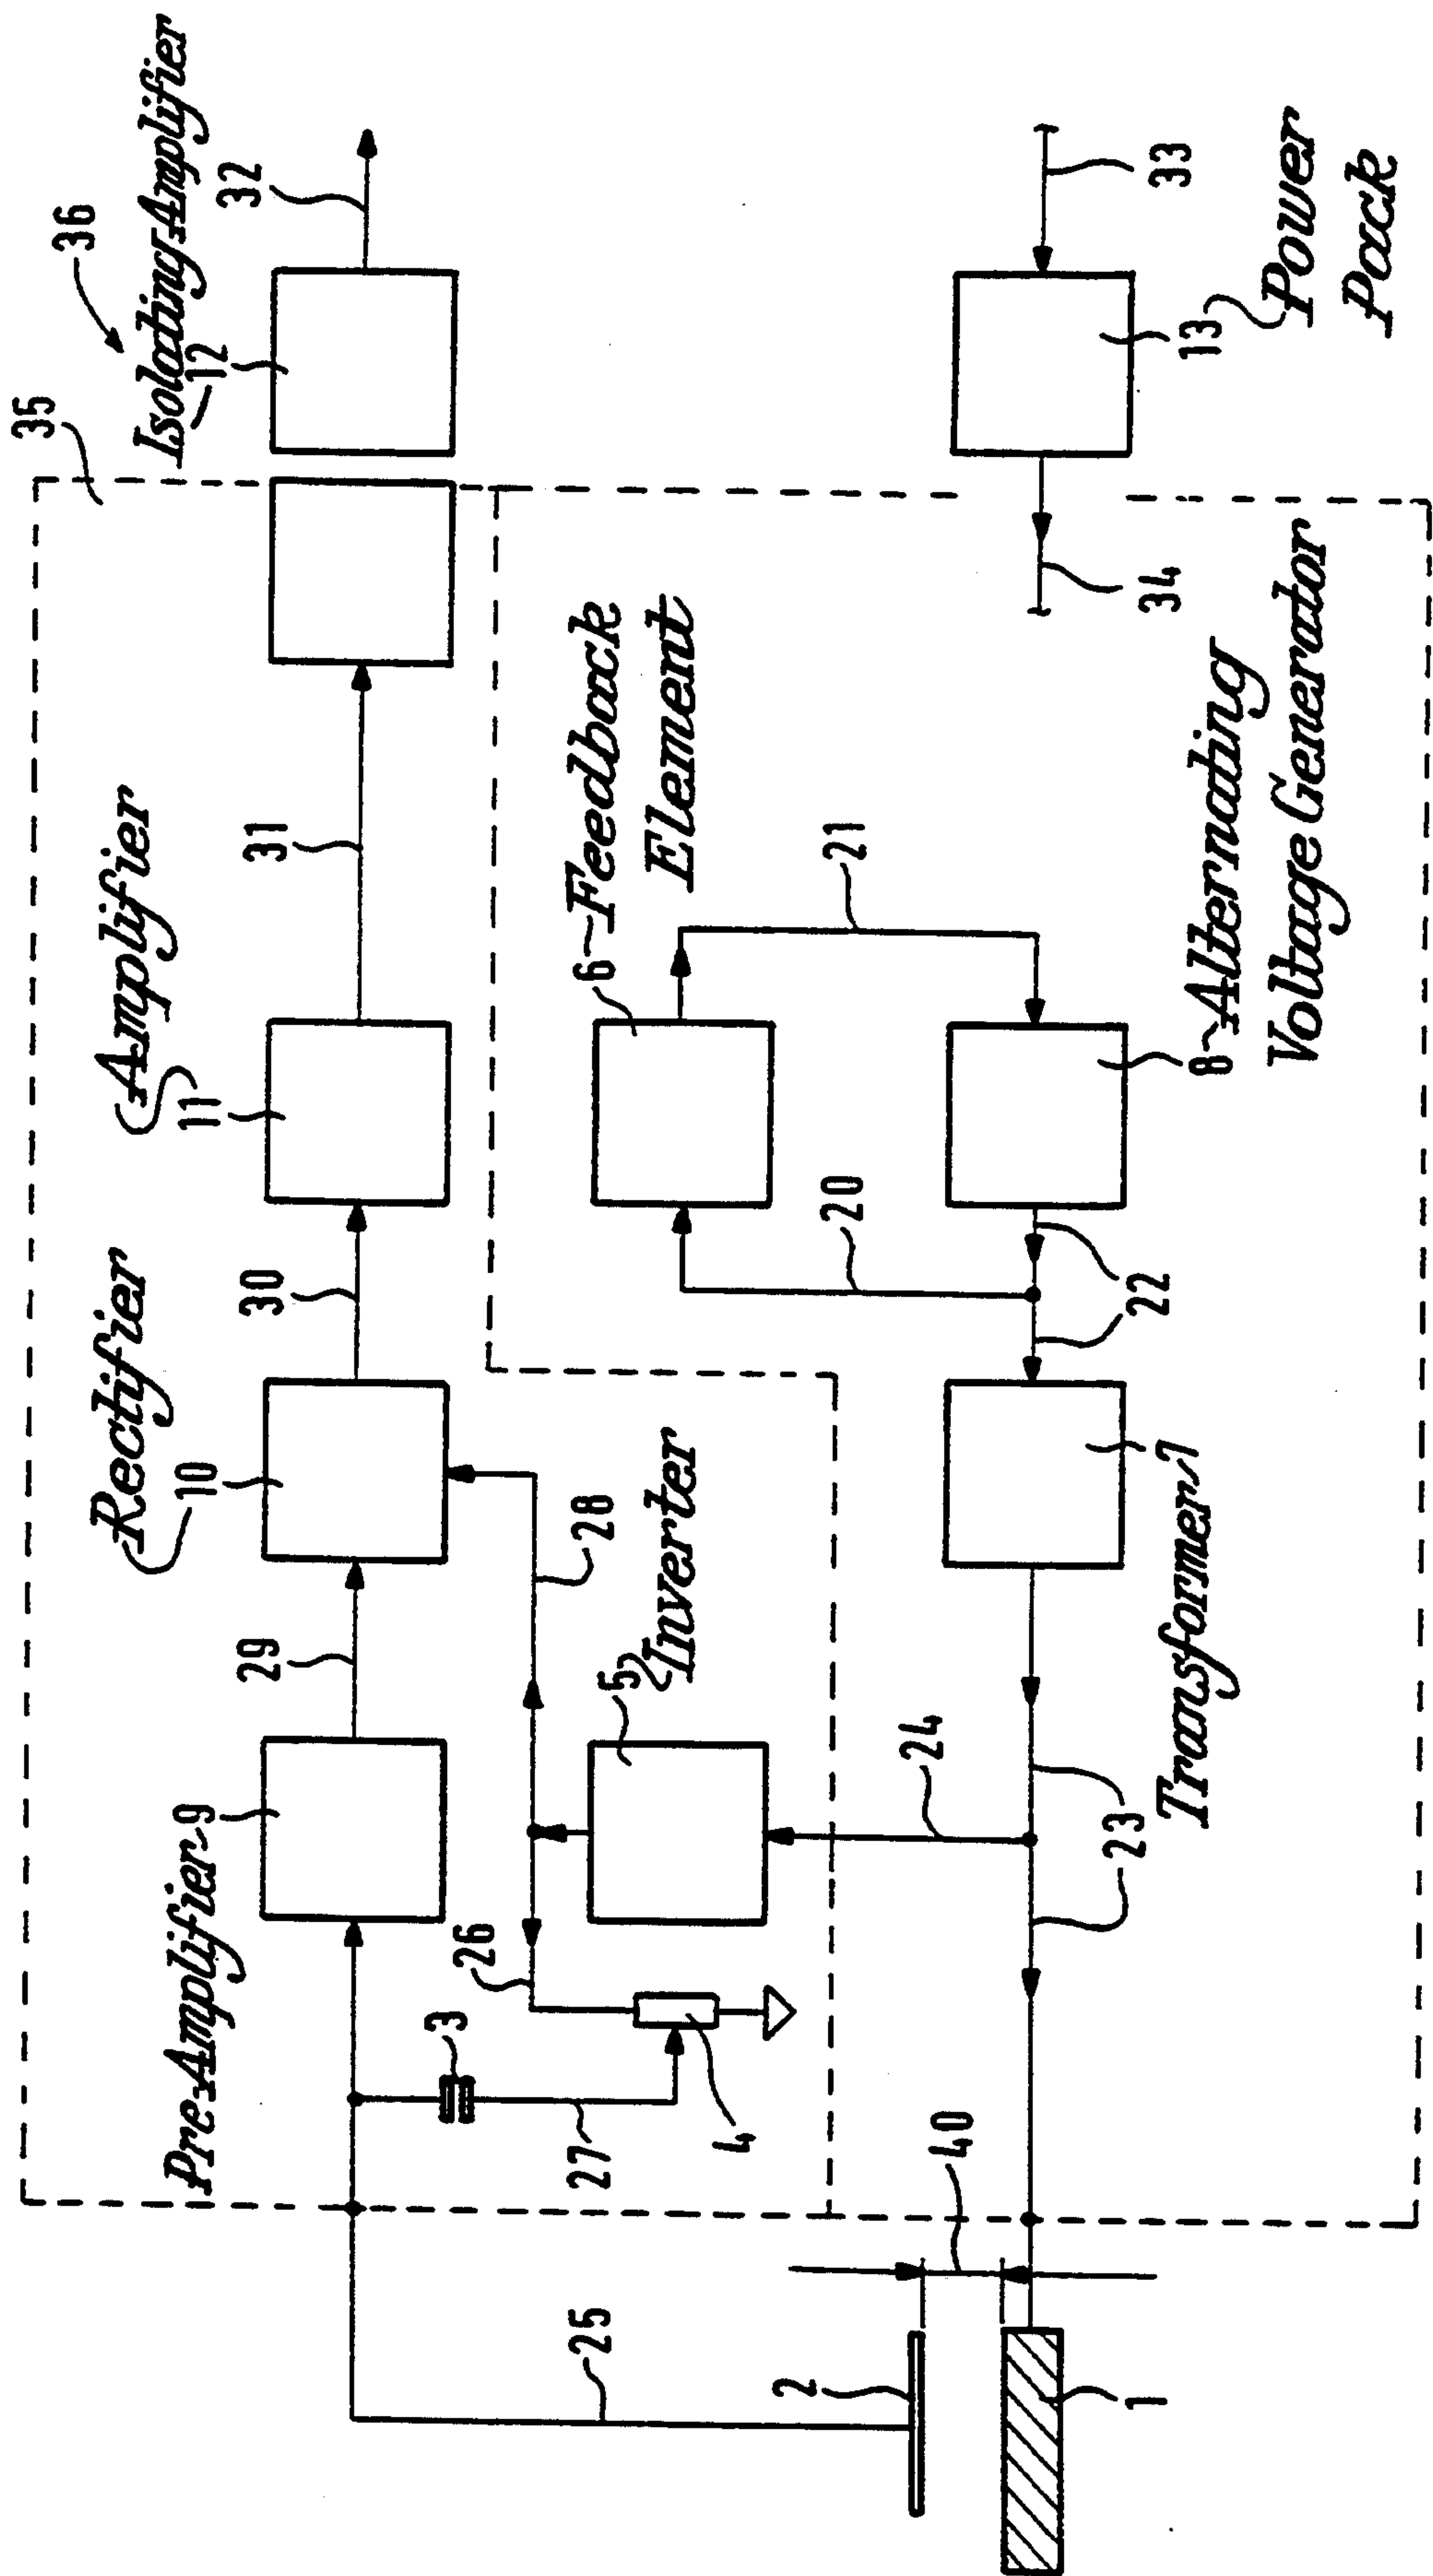 35
36
Isolating Amplifier
12
32
Amplifier
11
31
Rectifier
10
30
Pre-Amplifier 9
29
3
26
27
4
5 Inverter
28
25
6 Feedback
Element
20
21
24
2
40
1
23
Transformer 7
22
8 Alternating
Voltage Generator
34
13
33
Power
Pack